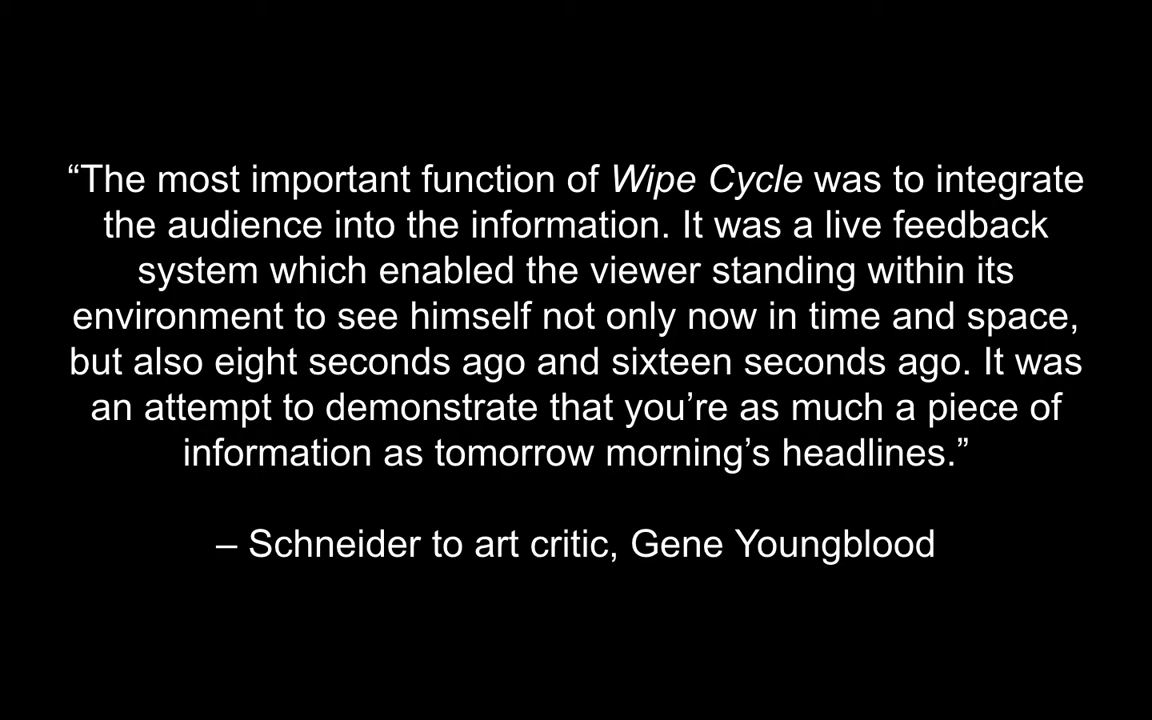 “The most important function of Wipe Cycle was to integrate
the audience into the information. It was a live feedback
system which enabled the viewer standing within its
environment to see himself not only now in time and space,
but also eight seconds ago and sixteen seconds ago. It was
an attempt to demonstrate that you’re as much a piece of
information as tomorrow morning’s headlines.”
– Schneider to art critic, Gene Youngblood